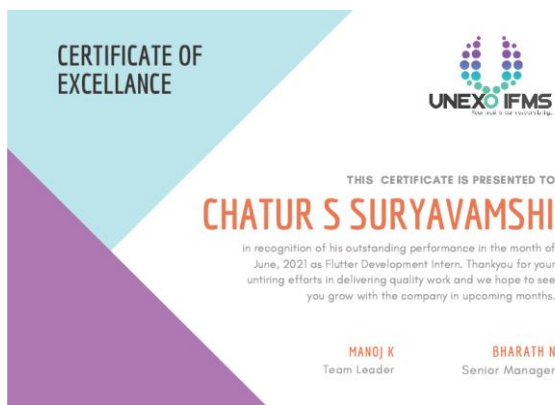 CERTIFICATE OF
EXCELLANCE
UNEXO IFMS
THIS CERTIFICATE IS PRESENTED TO
CHATUR S SURYAVAMSHI
in recognition of his outstanding performance in the month of
June, 2021 as Flutter Development Intern. Thankyou for your
untiring efforts in delivering quality work and we hope to see
you grow with the company in upcoming months.
MANOJ K
Team Leader
BHARATH N
Senior Manager